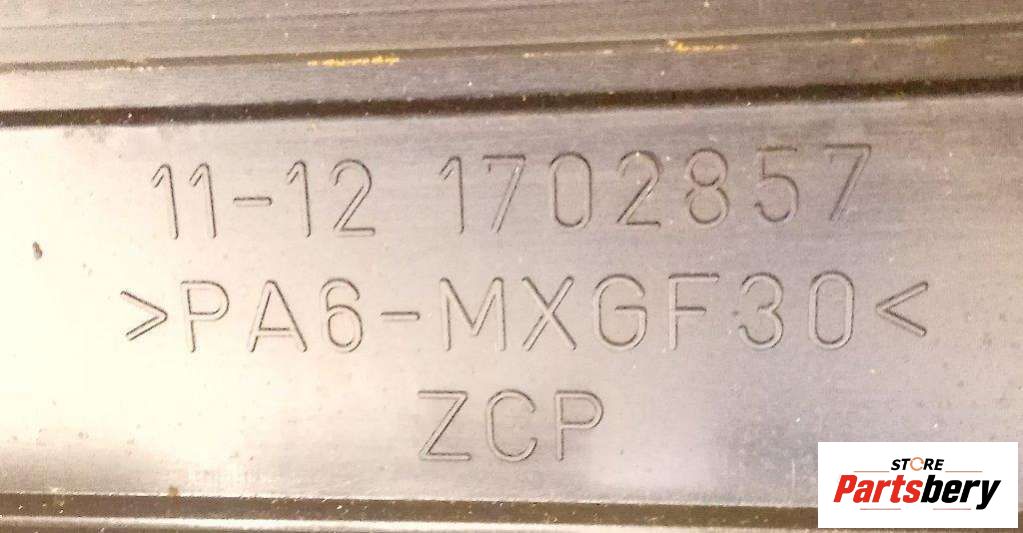 11-12 1702857
>PA6-MXGF30<
ZCP
STORE
Partsbery